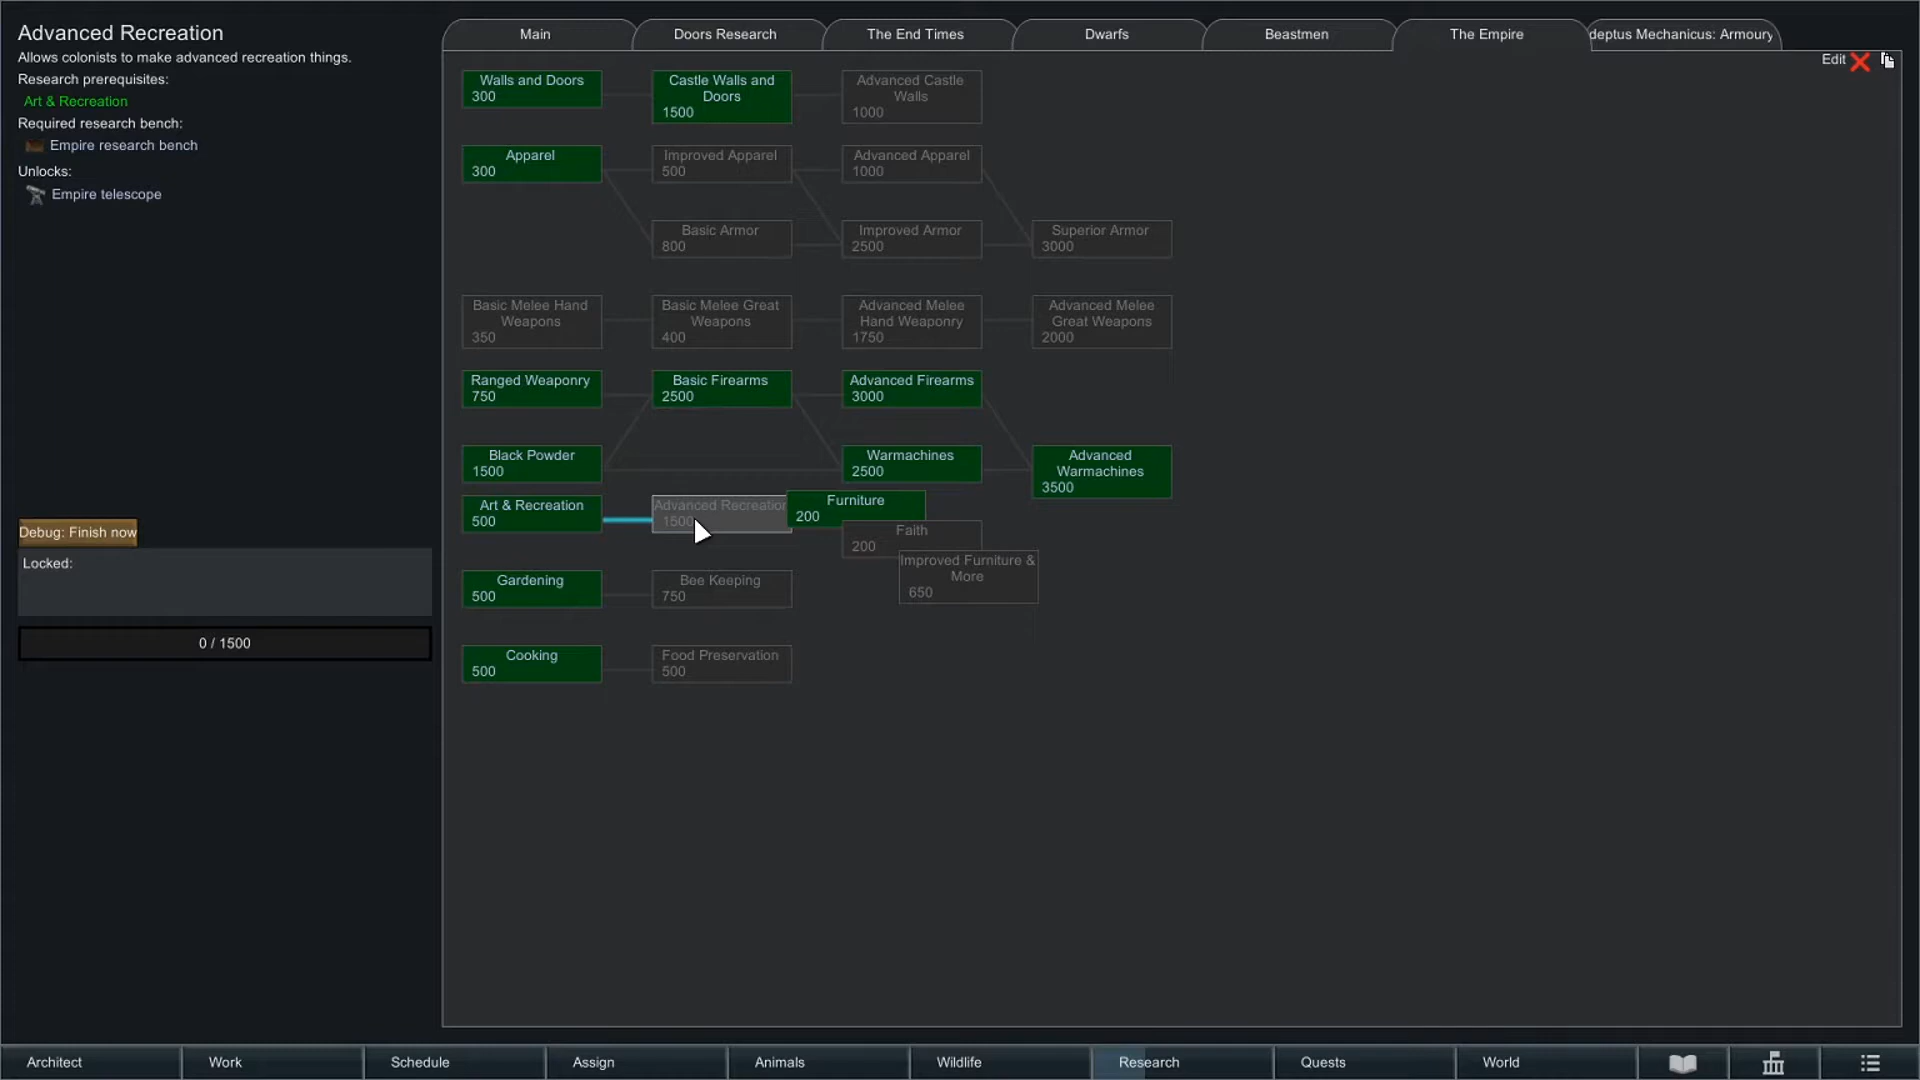 Advanced Recreation
Allows colonists to make advanced recreation things.
Research prerequisites:
Art & Recreation
Required research bench:
Empire research bench
Unlocks:
Empire telescope
Debug: Finish now
Locked:
0 / 1500
Main
Doors Research
The End Times
Dwarfs
Beastmen
The Empire
deptus Mechanicus: Armoury
Edit
Walls and Doors
300
Castle Walls and
Doors
1500
Advanced Castle
Walls
1000
Apparel
300
Improved Apparel
500
Advanced Apparel
1000
Basic Armor
800
Improved Armor
2500
Superior Armor
3000
Basic Melee Hand
Weapons
350
Basic Melee Great
Weapons
400
Advanced Melee
Hand Weaponry
1750
Advanced Melee
Great Weapons
2000
Ranged Weaponry
750
Basic Firearms
2500
Advanced Firearms
3000
Black Powder
1500
Warmachines
2500
Advanced
Warmachines
3500
Art & Recreation
500
Advanced Recreation
1500
Furniture
200
Faith
200
Improved Furniture &
More
650
Gardening
500
Bee Keeping
750
Cooking
500
Food Preservation
500
Architect
Work
Schedule
Assign
Animals
Wildlife
Research
Quests
World